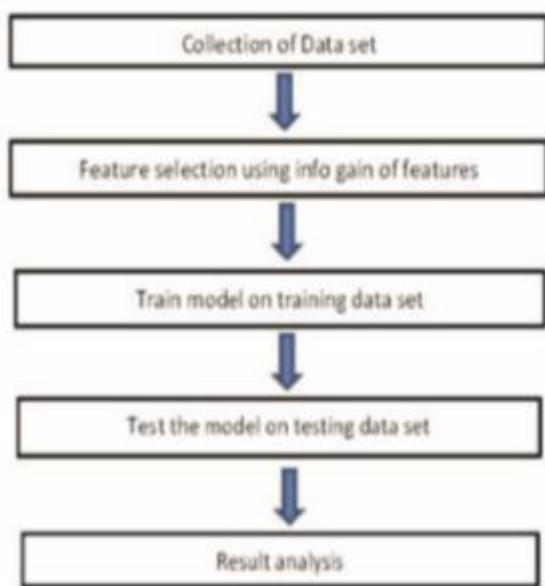 Collection of Data set
Feature selection using info gain of features
Train model on training data set
Test the model on testing data set
Result analysis